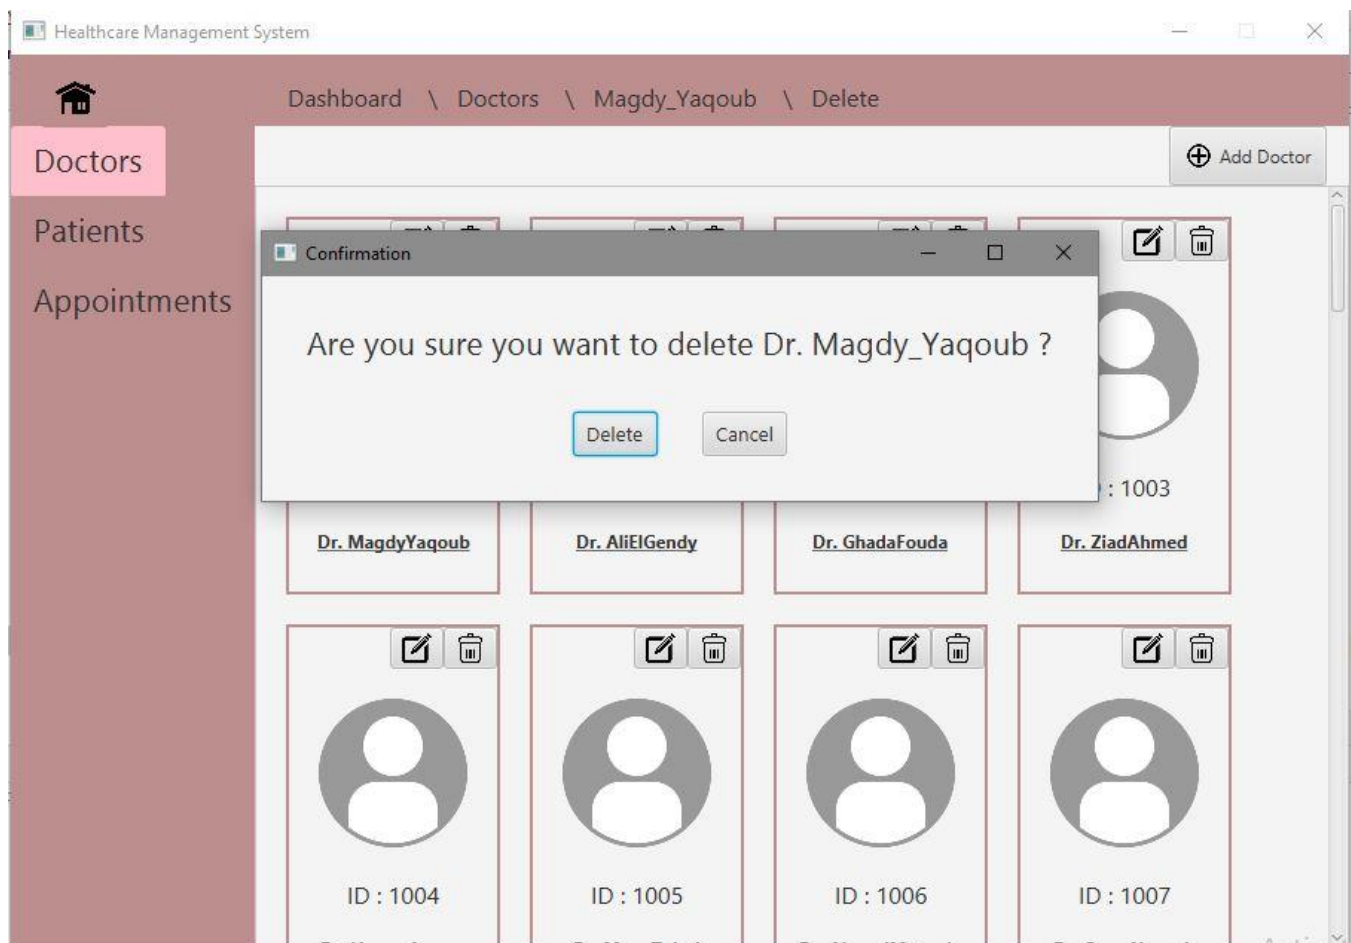 Healthcare Management System
Dashboard \ Doctors \ Magdy_Yaqoub \ Delete
Doctors
Add Doctor
Patients
Appointments
Confirmation
Are you sure you want to delete Dr. Magdy_Yaqoub ?
Delete Cancel
: 1003
Dr. MagdyYaqoub Dr. AliElGendy Dr. GhadaFouda Dr. ZiadAhmed
ID : 1004 ID : 1005 ID : 1006 ID : 1007